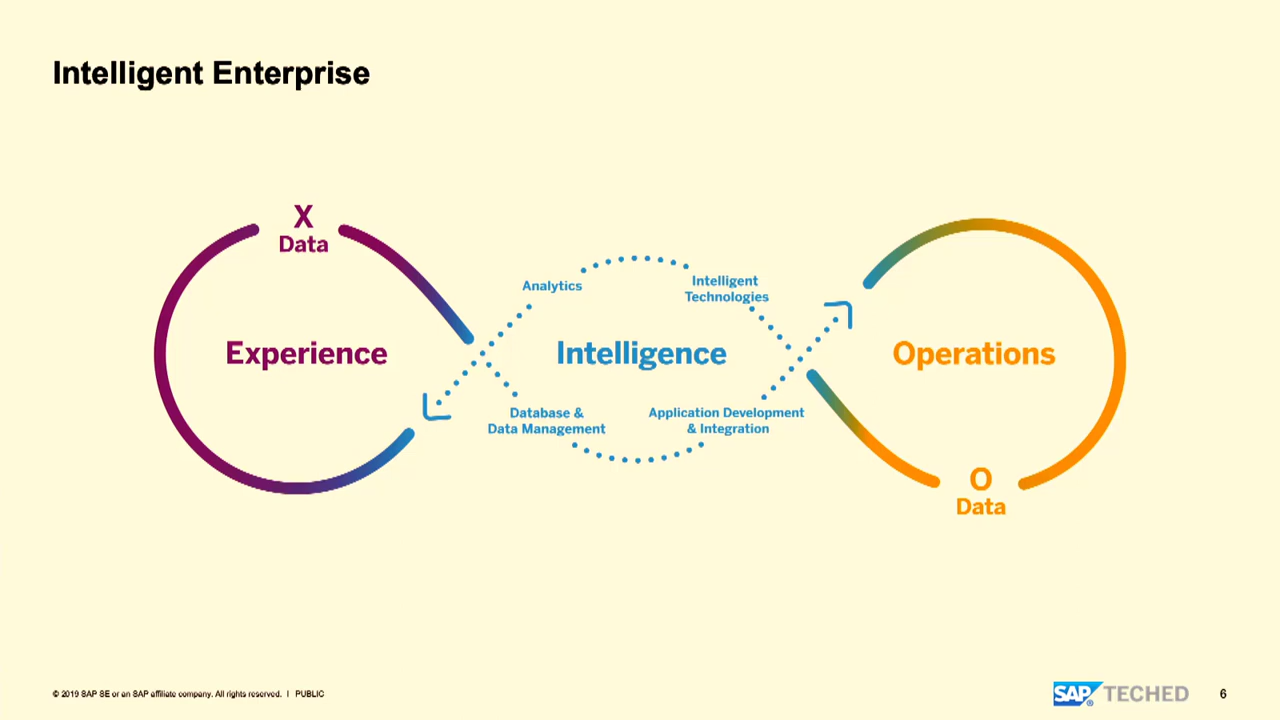 Intelligent Enterprise
X
Data
Experience
Analytics
Intelligent
Technologies
Intelligence
Database &
Data Management
Application Development
& Integration
Operations
O
Data
© 2019 SAP SE or an SAP affiliate company. All rights reserved. I PUBLIC
SAP® TECHED
6